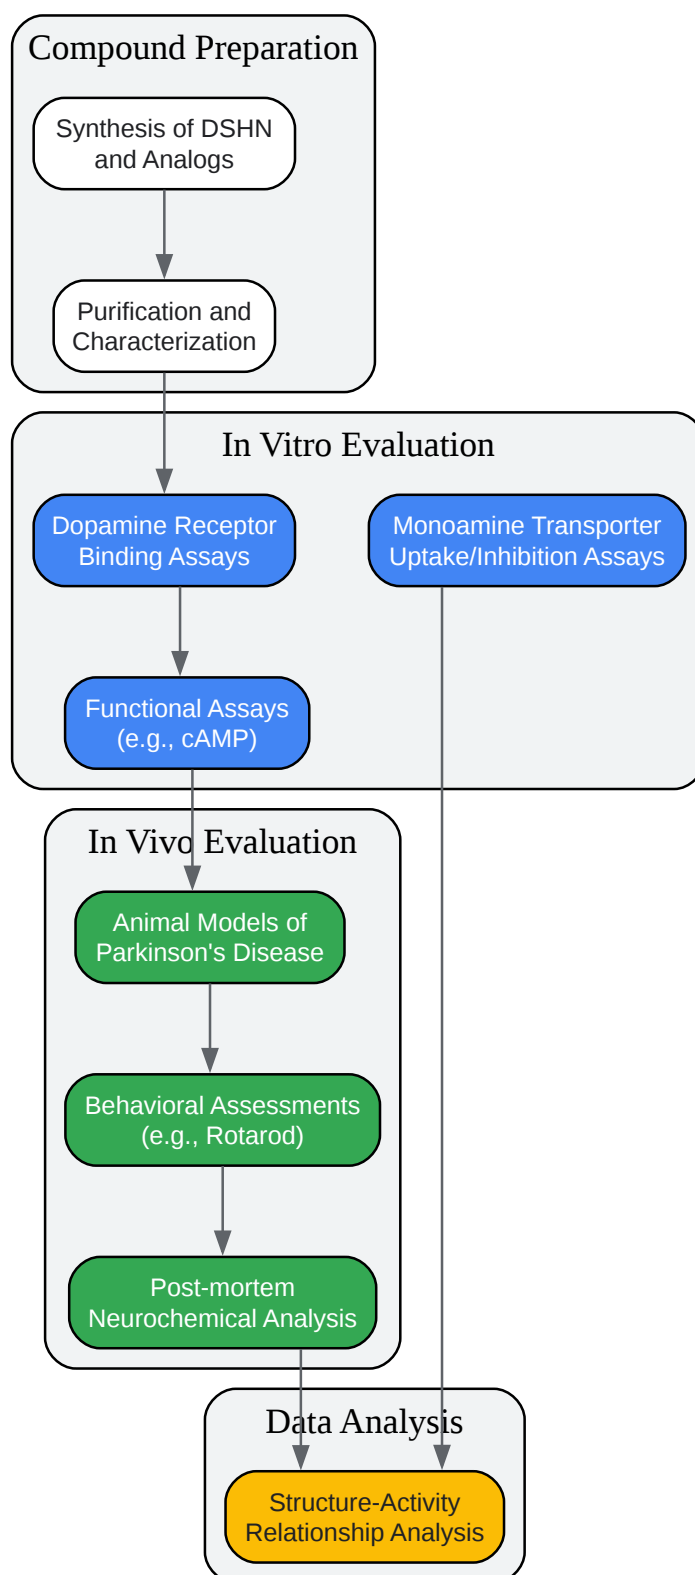 Compound Preparation
Synthesis of DSHN
and Analogs
Purification and
Characterization
In Vitro Evaluation
Dopamine Receptor
Binding Assays
Monoamine Transporter
Uptake/Inhibition Assays
Functional Assays
(e.g., cAMP)
In Vivo Evaluation
Animal Models of
Parkinson's Disease
Behavioral Assessments
(e.g., Rotarod)
Post-mortem
Neurochemical Analysis
Data Analysis
Structure-Activity
Relationship Analysis